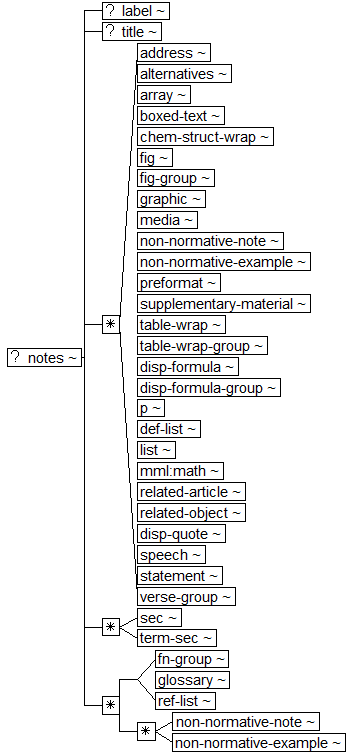 ? label ~
? title ~
address ~
alternatives ~
array ~
boxed-text ~
chem-struct-wrap ~
fig ~
fig-group ~
graphic ~
media ~
non-normative-note ~
non-normative-example ~
preformat ~
supplementary-material ~
* table-wrap ~
table-wrap-group ~
? notes ~
disp-formula ~
disp-formula-group ~
p ~
def-list ~
list ~
mml:math ~
related-article ~
related-object ~
disp-quote ~
speech ~
statement ~
verse-group ~
sec ~
*
term-sec ~
fn-group ~
glossary ~
* ref-list ~
non-normative-note ~
*
non-normative-example ~